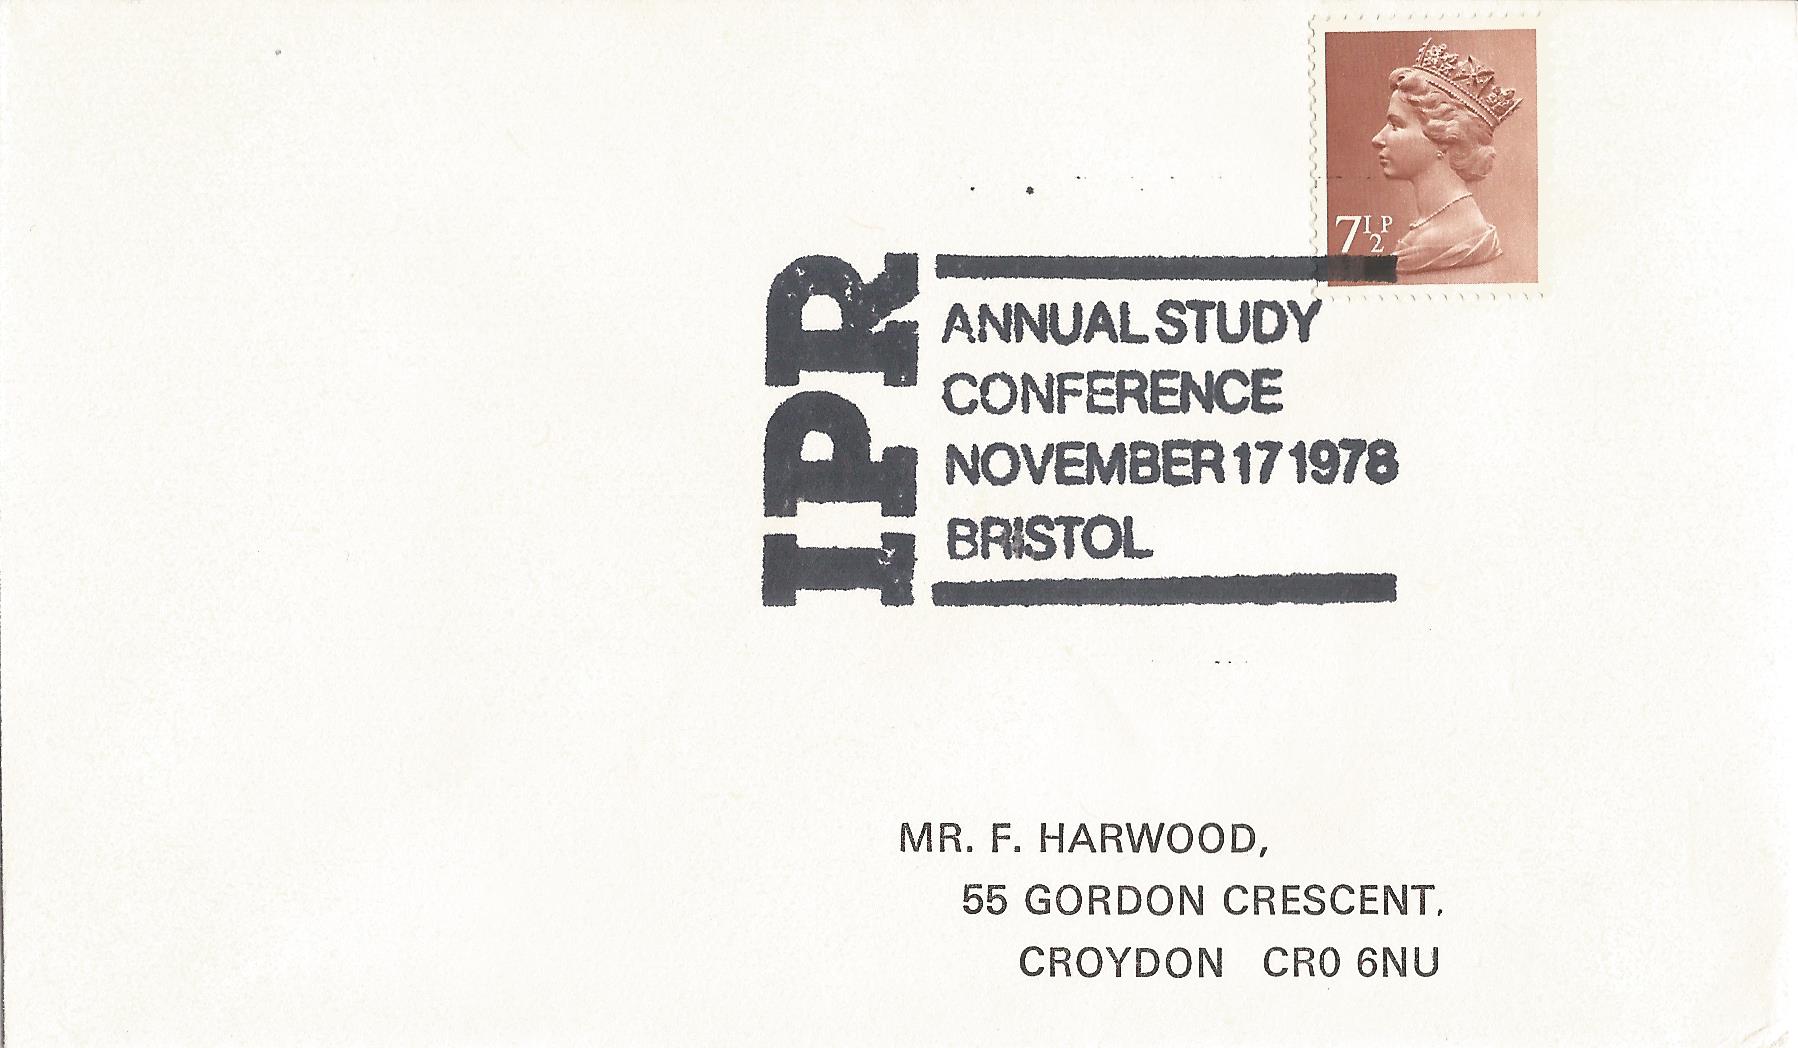 7½P
IPR
ANNUAL STUDY
CONFERENCE
NOVEMBER 17 1978
BRISTOL
MR. F. HARWOOD,
55 GORDON CRESCENT,
CROYDON CR0 6NU